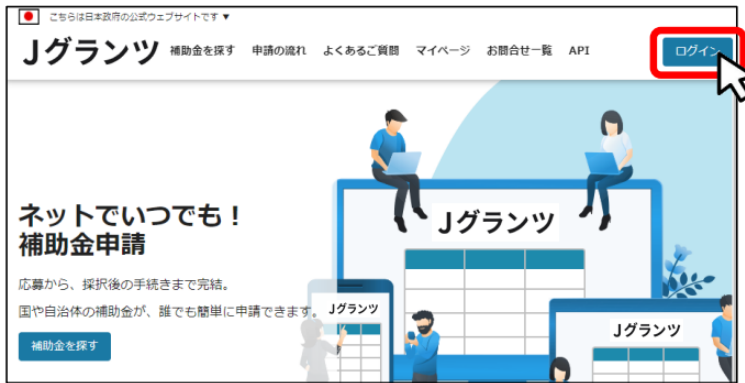 こちらは日本政府の公式ウェブサイトです ▼
Jグランツ 補助金を探す 申請の流れ よくあるご質問 マイページ お問合せ一覧 API ログイン
Jグランツ
ネットでいつでも！
補助金申請
応募から、採択後の手続きまで完結。
国や自治体の補助金が、誰でも簡単に申請できます。
Jグランツ
Jグランツ
補助金を探す